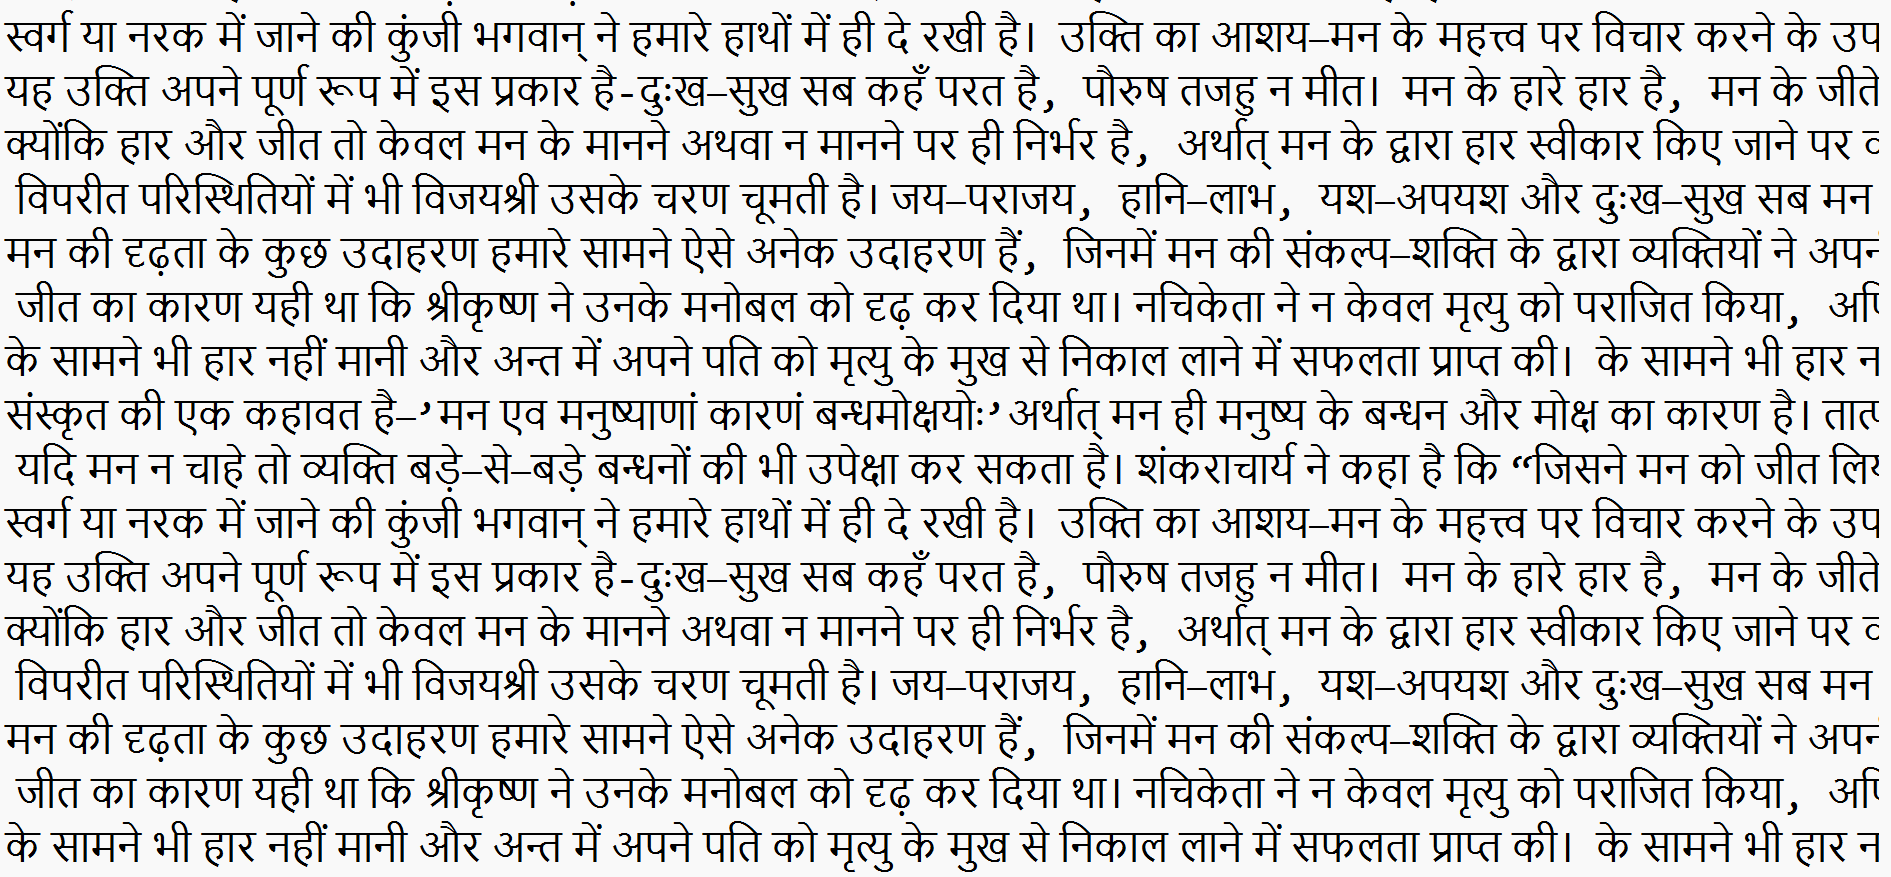 स्वर्ग या नरक में जाने की कुंजी भगवान् ने हमारे हाथों में ही दे रखी है। उक्ति का आशय–मन के महत्त्व पर विचार करने के
यह उक्ति अपने पूर्ण रूप में इस प्रकार है-दुःख–सुख सब कहँ परत है, पौरुष तजहु न मीत। मन के हारे हार है, मन के जीते
क्योंकि हार और जीत तो केवल मन के मानने अथवा न मानने पर ही निर्भर है, अर्थात् मन के द्वारा हार स्वीकार किए जाने पर
विपरीत परिस्थितियों में भी विजयश्री उसके चरण चूमती है। जय–पराजय, हानि–लाभ, यश–अपयश और दुःख–सुख सब मन
मन की दृढ़ता के कुछ उदाहरण हमारे सामने ऐसे अनेक उदाहरण हैं, जिनमें मन की संकल्प–शक्ति के द्वारा व्यक्तियों ने
जीत का कारण यही था कि श्रीकृष्ण ने उनके मनोबल को दृढ़ कर दिया था। नचिकेता ने न केवल मृत्यु को पराजित किया,
के सामने भी हार नहीं मानी और अन्त में अपने पति को मृत्यु के मुख से निकाल लाने में सफलता प्राप्त की। के सामने भी हार
संस्कृत की एक कहावत है–’मन एव मनुष्याणां कारणं बन्धमोक्षयोः’अर्थात् मन ही मनुष्य के बन्धन और मोक्ष का कारण है।
यदि मन न चाहे तो व्यक्ति बड़े–से–बड़े बन्धनों की भी उपेक्षा कर सकता है। शंकराचार्य ने कहा है कि “जिसने मन को जीत
स्वर्ग या नरक में जाने की कुंजी भगवान् ने हमारे हाथों में ही दे रखी है। उक्ति का आशय–मन के महत्त्व पर विचार करने के
यह उक्ति अपने पूर्ण रूप में इस प्रकार है-दुःख–सुख सब कहँ परत है, पौरुष तजहु न मीत। मन के हारे हार है, मन के जीते
क्योंकि हार और जीत तो केवल मन के मानने अथवा न मानने पर ही निर्भर है, अर्थात् मन के द्वारा हार स्वीकार किए जाने पर
विपरीत परिस्थितियों में भी विजयश्री उसके चरण चूमती है। जय–पराजय, हानि–लाभ, यश–अपयश और दुःख–सुख सब मन
मन की दृढ़ता के कुछ उदाहरण हमारे सामने ऐसे अनेक उदाहरण हैं, जिनमें मन की संकल्प–शक्ति के द्वारा व्यक्तियों ने
जीत का कारण यही था कि श्रीकृष्ण ने उनके मनोबल को दृढ़ कर दिया था। नचिकेता ने न केवल मृत्यु को पराजित किया,
के सामने भी हार नहीं मानी और अन्त में अपने पति को मृत्यु के मुख से निकाल लाने में सफलता प्राप्त की। के सामने भी हार